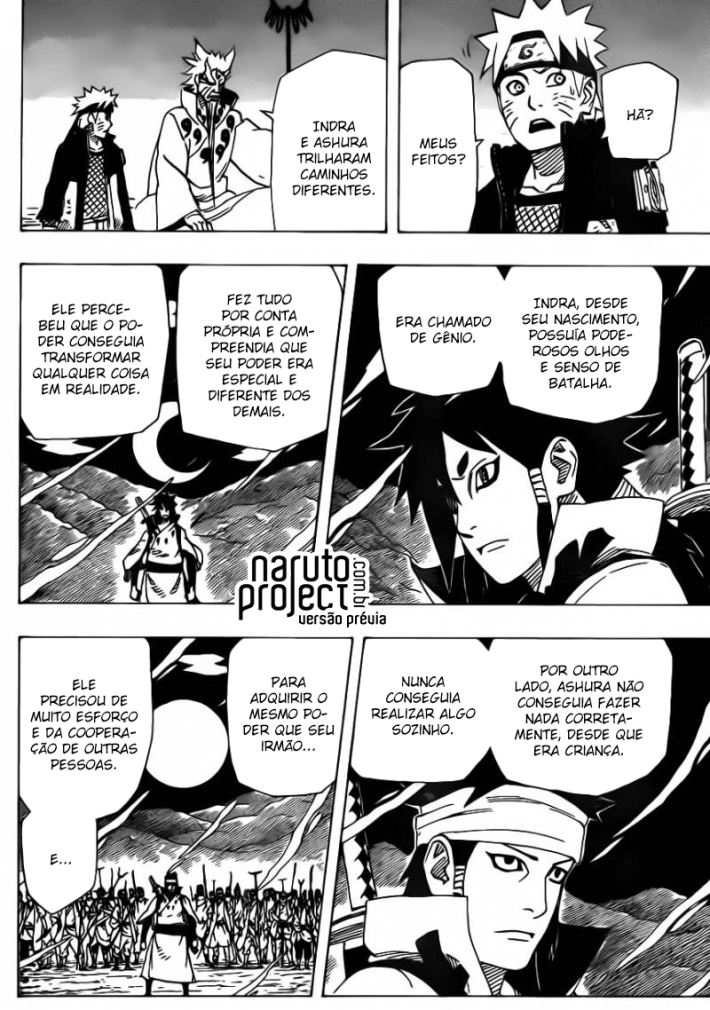 HÃ?
MEUS
FEITOS?
INDRA
E ASHURA
TRILHARAM
CAMINHOS
DIFERENTES.
INDRA, DESDE
SEU NASCIMENTO,
POSSUÍA PODE-
ROSOS OLHOS
E SENSO DE
BATALHA.
ERA CHAMADO
DE GÊNIO.
FEZ TUDO
POR CONTA
PRÓPRIA E COM-
PREENDIA QUE
SEU PODER ERA
ESPECIAL E
DIFERENTE DOS
DEMAIS.
ELE PERCE-
BEU QUE O PO-
DER CONSEGUIA
TRANSFORMAR
QUALQUER COISA
EM REALIDADE.
naruto
project
.com.br
versão prévia
POR OUTRO
LADO, ASHURA NÃO
CONSEGUIA FAZER
NADA CORRETA-
MENTE, DESDE QUE
ERA CRIANÇA.
NUNCA
CONSEGUIA
REALIZAR ALGO
SOZINHO.
PARA
ADQUIRIR O
MESMO PO-
DER QUE SEU
IRMÃO...
ELE
PRECISOU DE
MUITO ESFORÇO
E DA COOPERA-
ÇÃO DE OUTRAS
PESSOAS.
E...